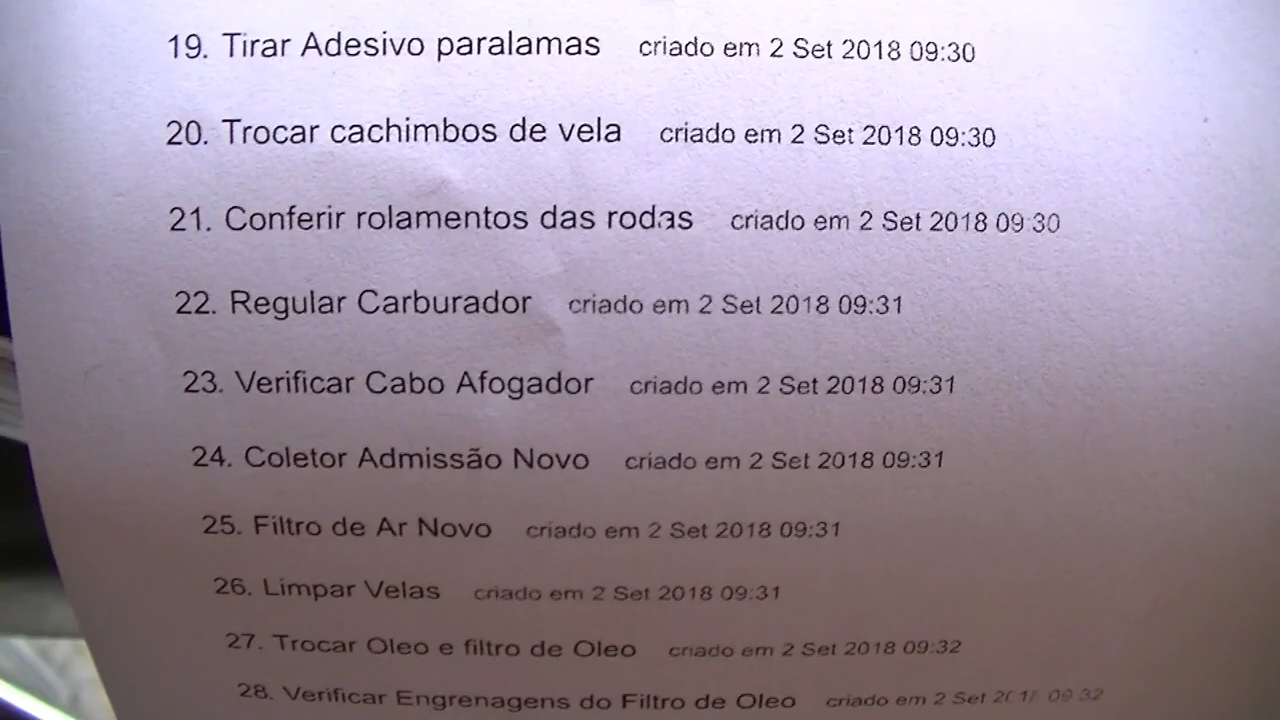 19. Tirar Adesivo paralamas criado em 2 Set 2018 09:30
20. Trocar cachimbos de vela criado em 2 Set 2018 09:30
21. Conferir rolamentos das rodas criado em 2 Set 2018 09 30
22. Regular Carburador criado em 2 Set 2018 09:31
23. Verificar Cabo Afogador criado em 2 Set 2018 09:31
24. Coletor Admissão Novo criado em 2 Set 2018 09:31
25. Filtro de Ar Novo criado em 2 Set 2018 09:31
26. Limpar Velas criado em 2 Set 2018 09:31
27. Trocar Oleo e filtro de Oleo criado em 2 Set 2018 09:32
28. Verificar Engrenagens do Filtro de Oleo criado em 2 Set 2018 09 32